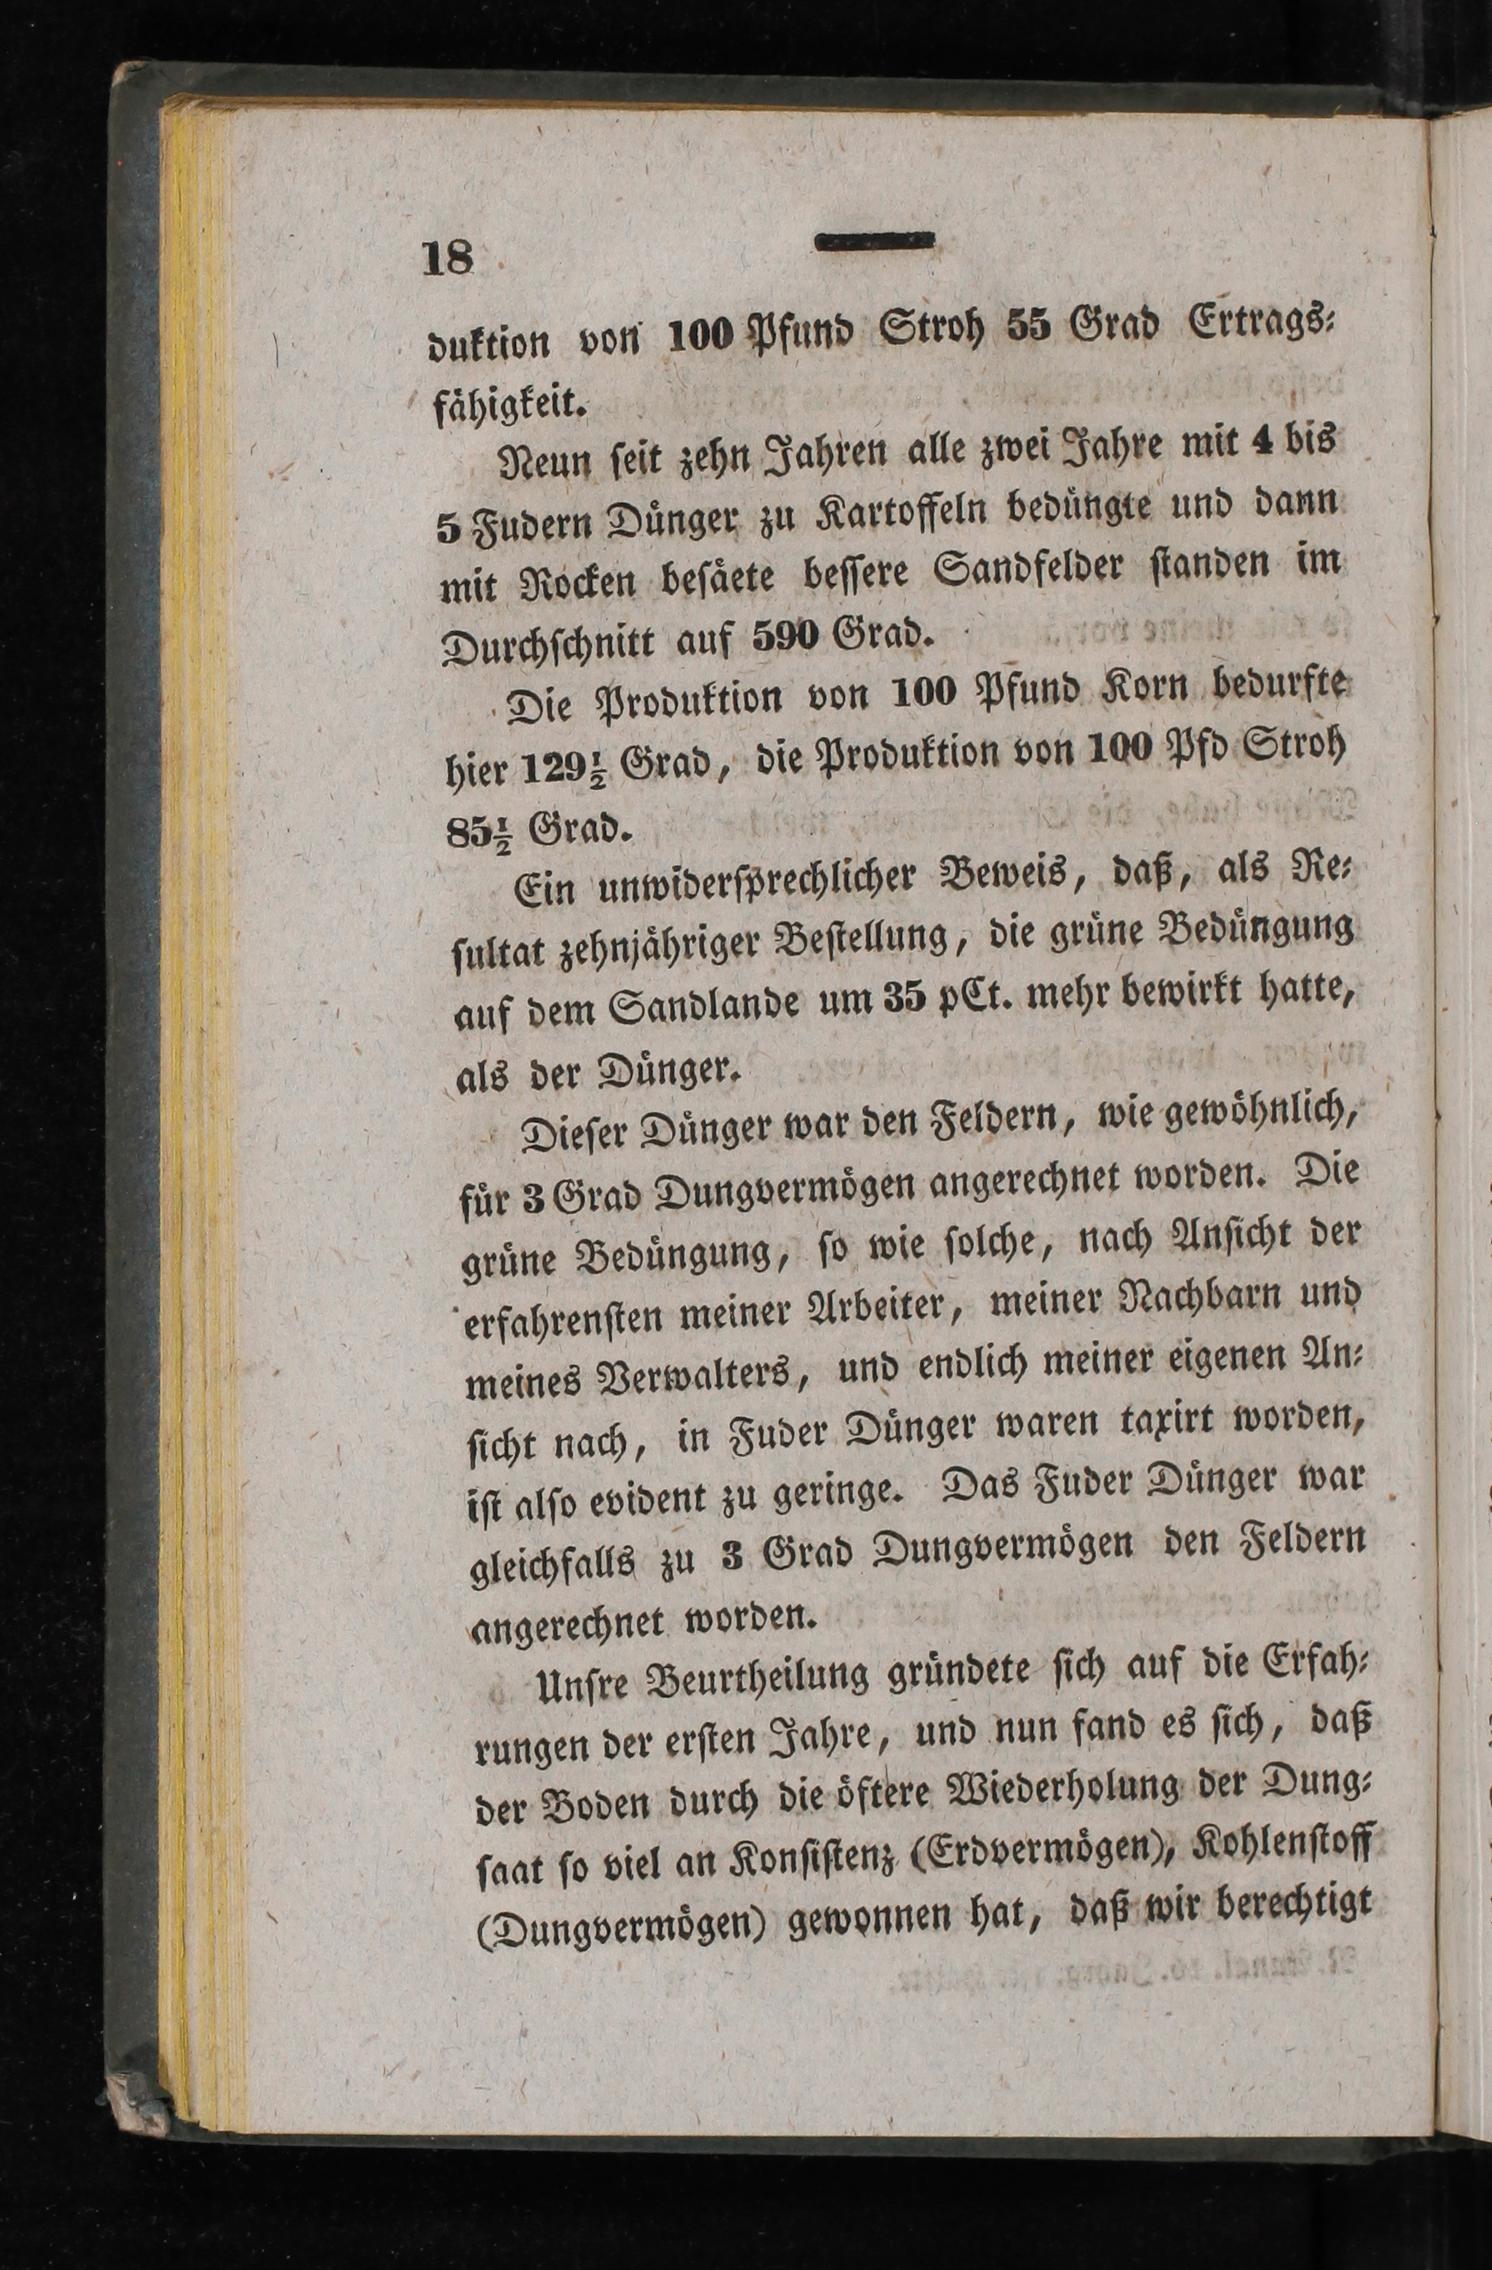 18
duktion von 100 Pfund Stroh 55 Grad Ertrags⸗
fähigkeit.
Neun ſeit zehn Jahren alle zwei Jahre mit 4 bis
5 Fudern Dünger zu Kartoffeln bedüngte und dann
mit Rocken beſäete beſſere Sandfelder ſtanden im
Durchſchnitt auf 590 Grad.
Die Produktion von 100 Pfund Korn bedurfte
hier 129½ Grad, die Produktion von 100 Pfd Stroh
85½ Grad.
Ein unwiderſprechlicher Beweis, daß, als Re⸗
ſultat zehnjähriger Beſtellung, die grüne Bedüngung
auf dem Sandlande um 35 pCt. mehr bewirkt hatte,
als der Dünger.
Dieſer Dünger war den Feldern, wie gewöhnlich,
für 3 Grad Dungvermögen angerechnet worden. Die
grüne Bedüngung, ſo wie ſolche, nach Anſicht der
erfahrenſten meiner Arbeiter, meiner Nachbarn und
meines Verwalters, und endlich meiner eigenen An⸗
ſicht nach, in Fuder Dünger waren taxirt worden,
iſt alſo evident zu geringe. Das Fuder Dünger war
gleichfalls zu 3 Grad Dungvermögen den Feldern
angerechnet worden.
Unſre Beurtheilung gründete ſich auf die Erfah⸗
rungen der erſten Jahre, und nun fand es ſich, daß
der Boden durch die öftere Wiederholung der Dung⸗
ſaat ſo viel an Konſiſtenz (Erdvermögen), Kohlenſtoff
(Dungvermögen) gewonnen hat, daß wir berechtigt